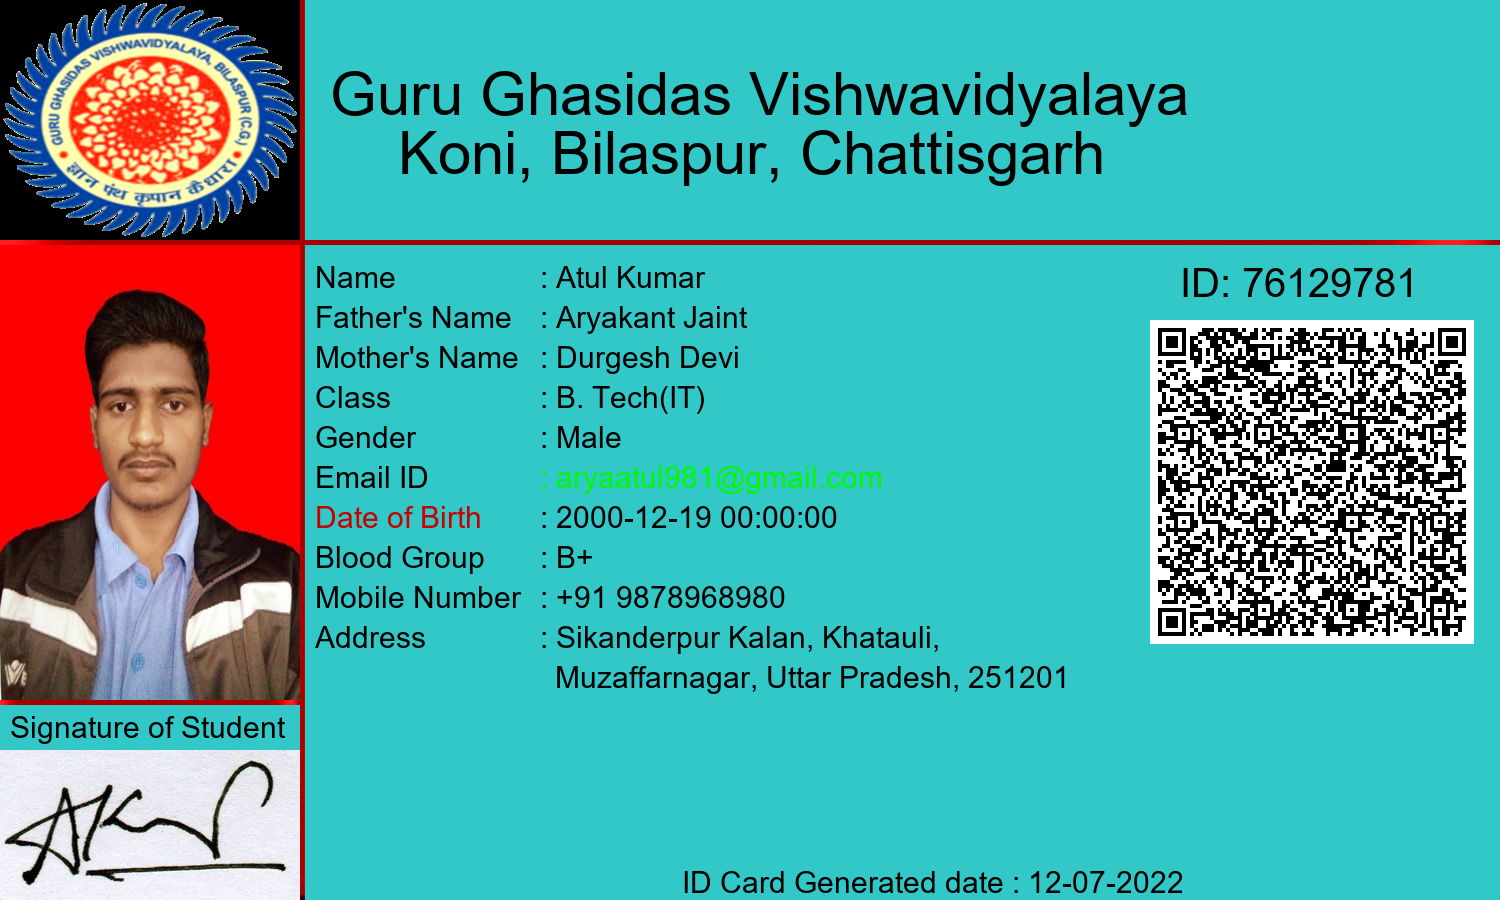 GURU GHASIDAS VISHWAVIDYALAYA, BILASPUR (C.G.)
ज्ञान पंथ कृपान कैधारा
Guru Ghasidas Vishwavidyalaya
Koni, Bilaspur, Chattisgarh
Name : Atul Kumar
Father's Name : Aryakant Jaint
Mother's Name : Durgesh Devi
Class : B. Tech(IT)
Gender : Male
Email ID : aryaatul981@gmail.com
Date of Birth : 2000-12-19 00:00:00
Blood Group : B+
Mobile Number : +91 9878968980
Address : Sikanderpur Kalan, Khatauli,
Muzaffarnagar, Uttar Pradesh, 251201
ID: 76129781
Signature of Student
ID Card Generated date : 12-07-2022